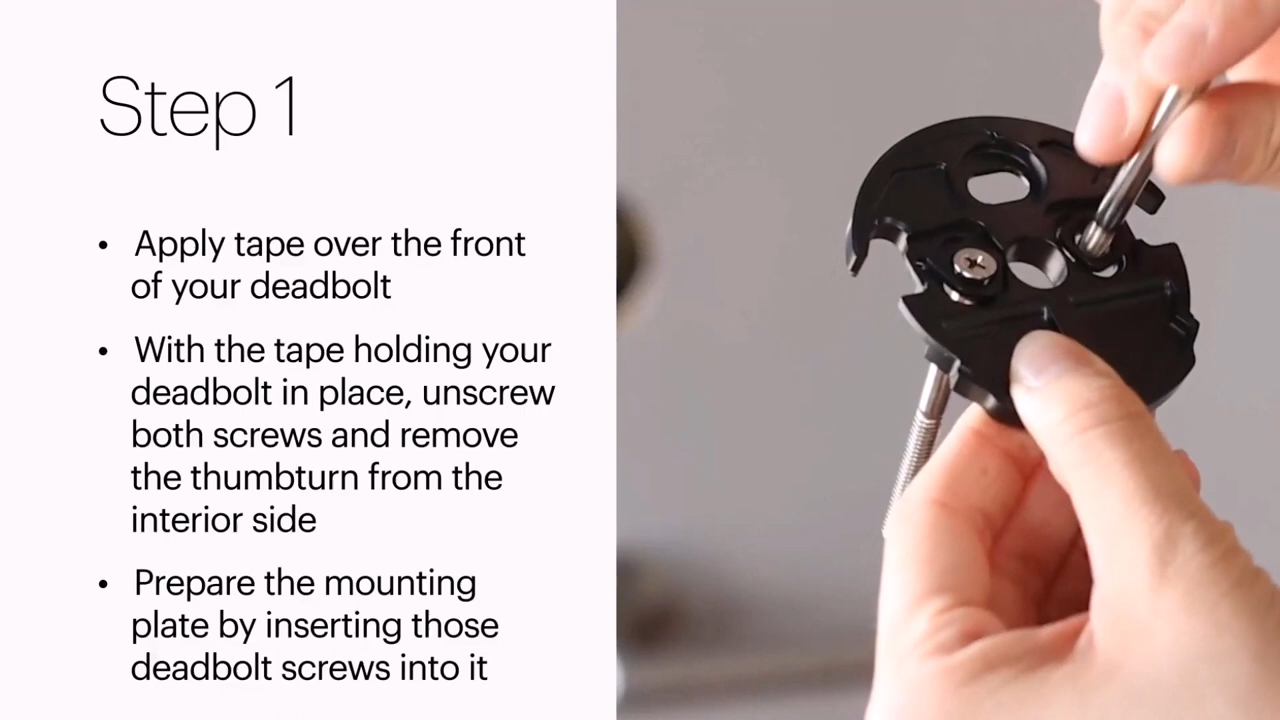 Step 1
• Apply tape over the front
of your deadbolt
• With the tape holding your
deadbolt in place, unscrew
both screws and remove
the thumbturn from the
interior side
• Prepare the mounting
plate by inserting those
deadbolt screws into it